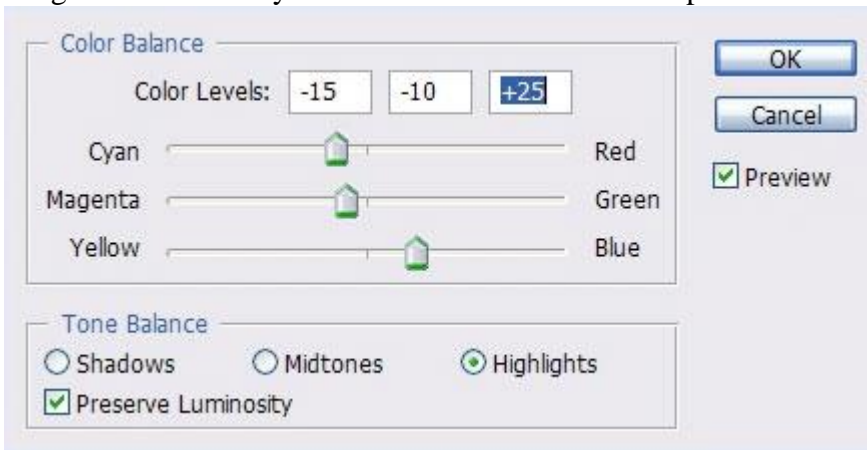 Color Balance
Color Levels: -15 -10 +25
Cyan Red
Magenta Green
Yellow Blue
Tone Balance
Shadows Midtones Highlights
Preserve Luminosity
OK
Cancel
Preview